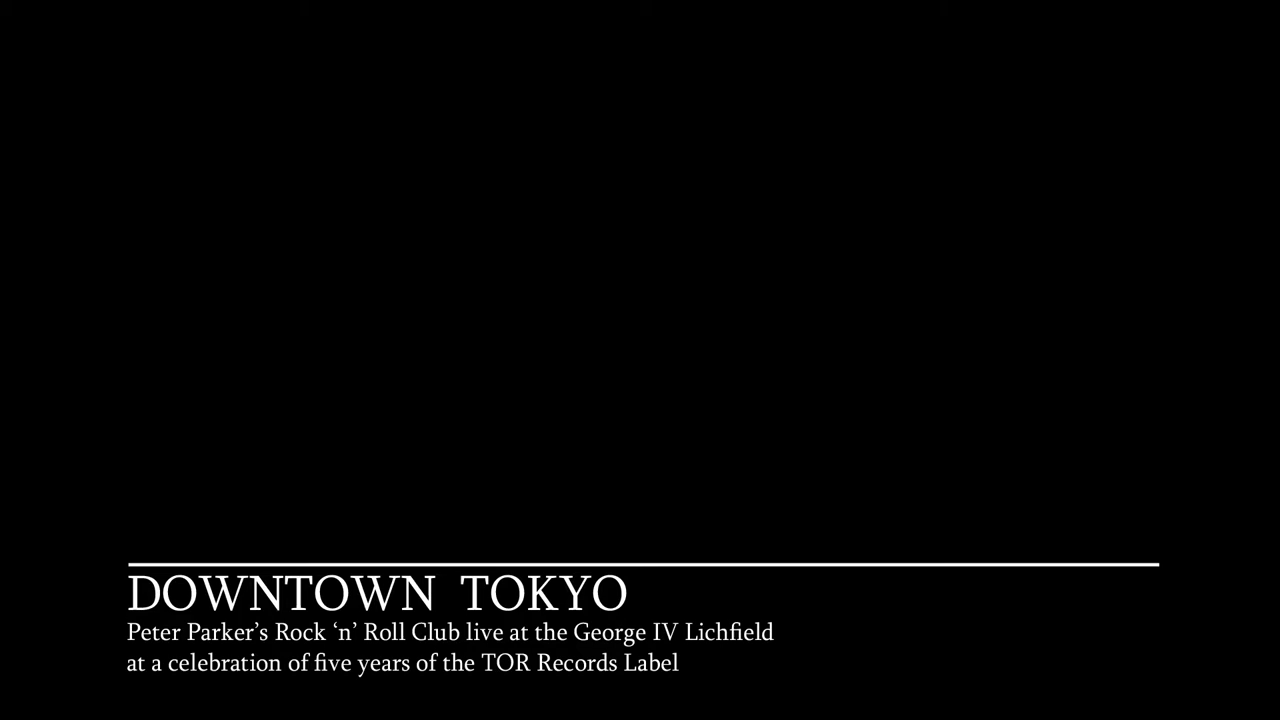 DOWNTOWN TOKYO
Peter Parker’s Rock ‘n’ Roll Club live at the George IV Lichfield
at a celebration of five years of the TOR Records Label